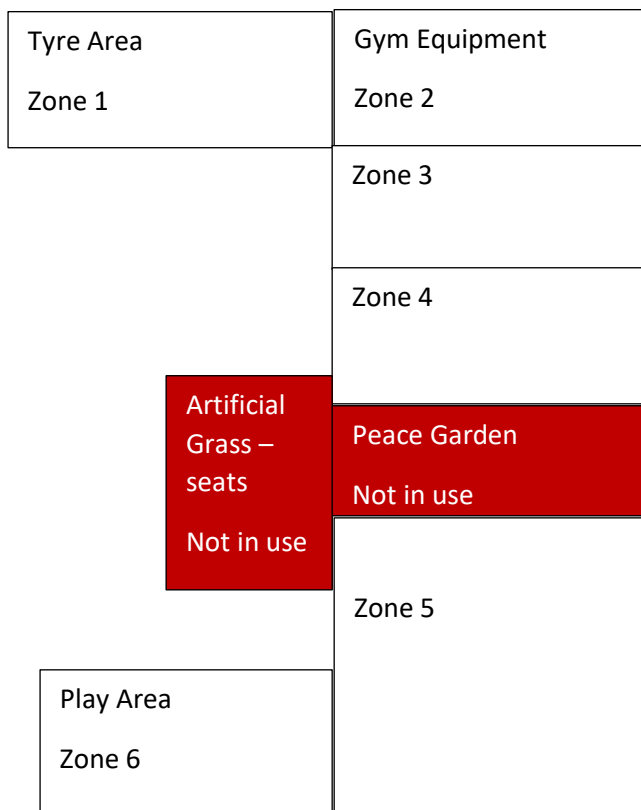 Tyre Area
Zone 1
Gym Equipment
Zone 2
Zone 3
Zone 4
Artificial
Grass –
seats
Not in use
Peace Garden
Not in use
Zone 5
Play Area
Zone 6